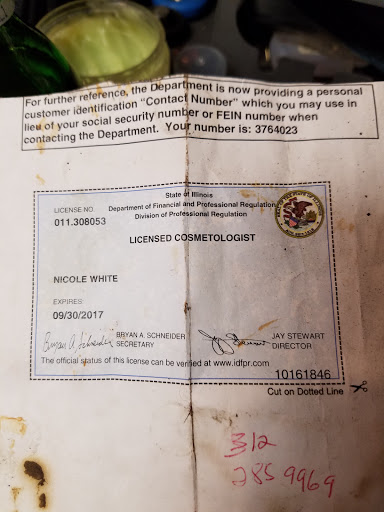 For further reference, the Department is now providing a personal
customer identification "Contact Number" which you may use in
lieu of your social security number or FEIN number when
contacting the Department. Your number is: 3764023
State of Illinois
LICENSE NO. Department of Financial and Professional Regulation
011.308053 Division of Professional Regulation
LICENSED COSMETOLOGIST
NICOLE WHITE
EXPIRES:
09/30/2017
Bryan A. Schneider BRYAN A. SCHNEIDER JAY STEWART
SECRETARY DIRECTOR
The official status of this license can be verified at www.idfpr.com
10161846
Cut on Dotted Line
312
285 9969